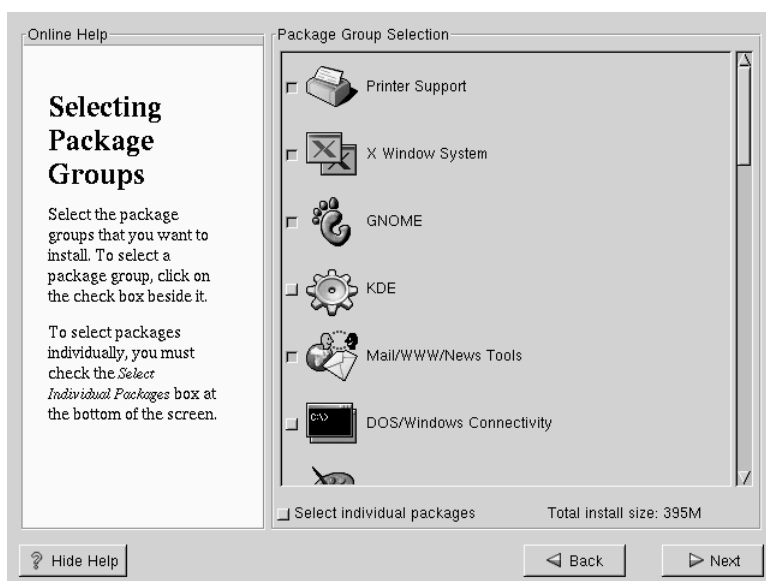 Online Help
Selecting
Package
Groups
Select the package
groups that you want to
install. To select a
package group, click on
the check box beside it.
To select packages
individually, you must
check the Select
Individual Packages box at
the bottom of the screen.
Package Group Selection
Printer Support
X Window System
GNOME
KDE
Mail/WWW/News Tools
C:\>
DOS/Windows Connectivity
Select individual packages
Total install size: 395M
Hide Help
Back
Next